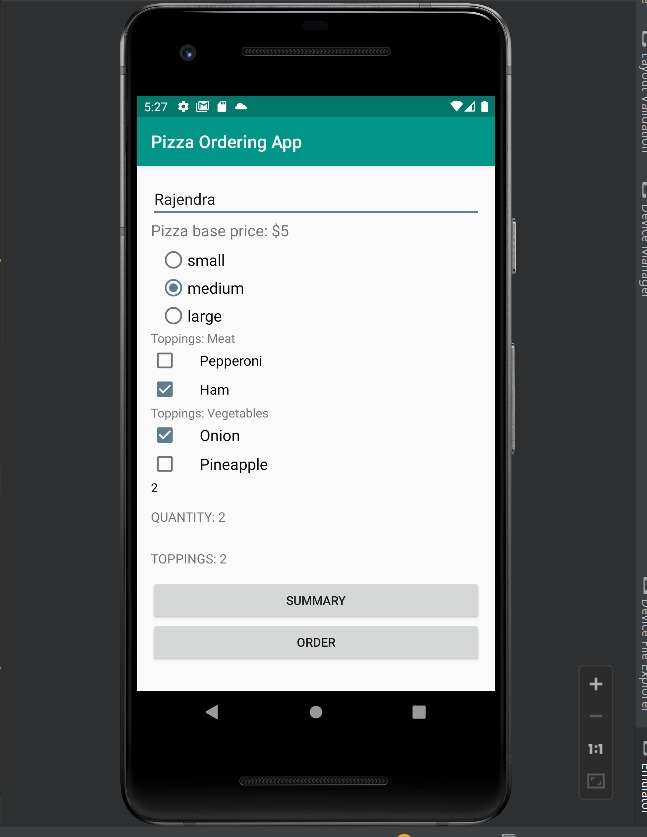 5:27
Pizza Ordering App
Rajendra
Pizza base price: $5
small
medium
large
Toppings: Meat
Pepperoni
Ham
Toppings: Vegetables
Onion
Pineapple
2
QUANTITY: 2
TOPPINGS: 2
SUMMARY
ORDER
Layout Validation
Device Manager
Device File Explorer
Emulator
1:1